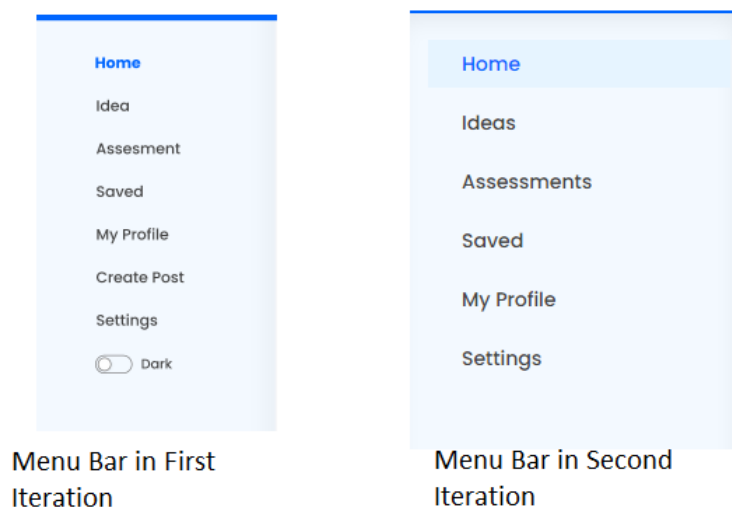 Home
Idea
Assesment
Saved
My Profile
Create Post
Settings
Dark
Menu Bar in First
Iteration
Home
Ideas
Assessments
Saved
My Profile
Settings
Menu Bar in Second
Iteration